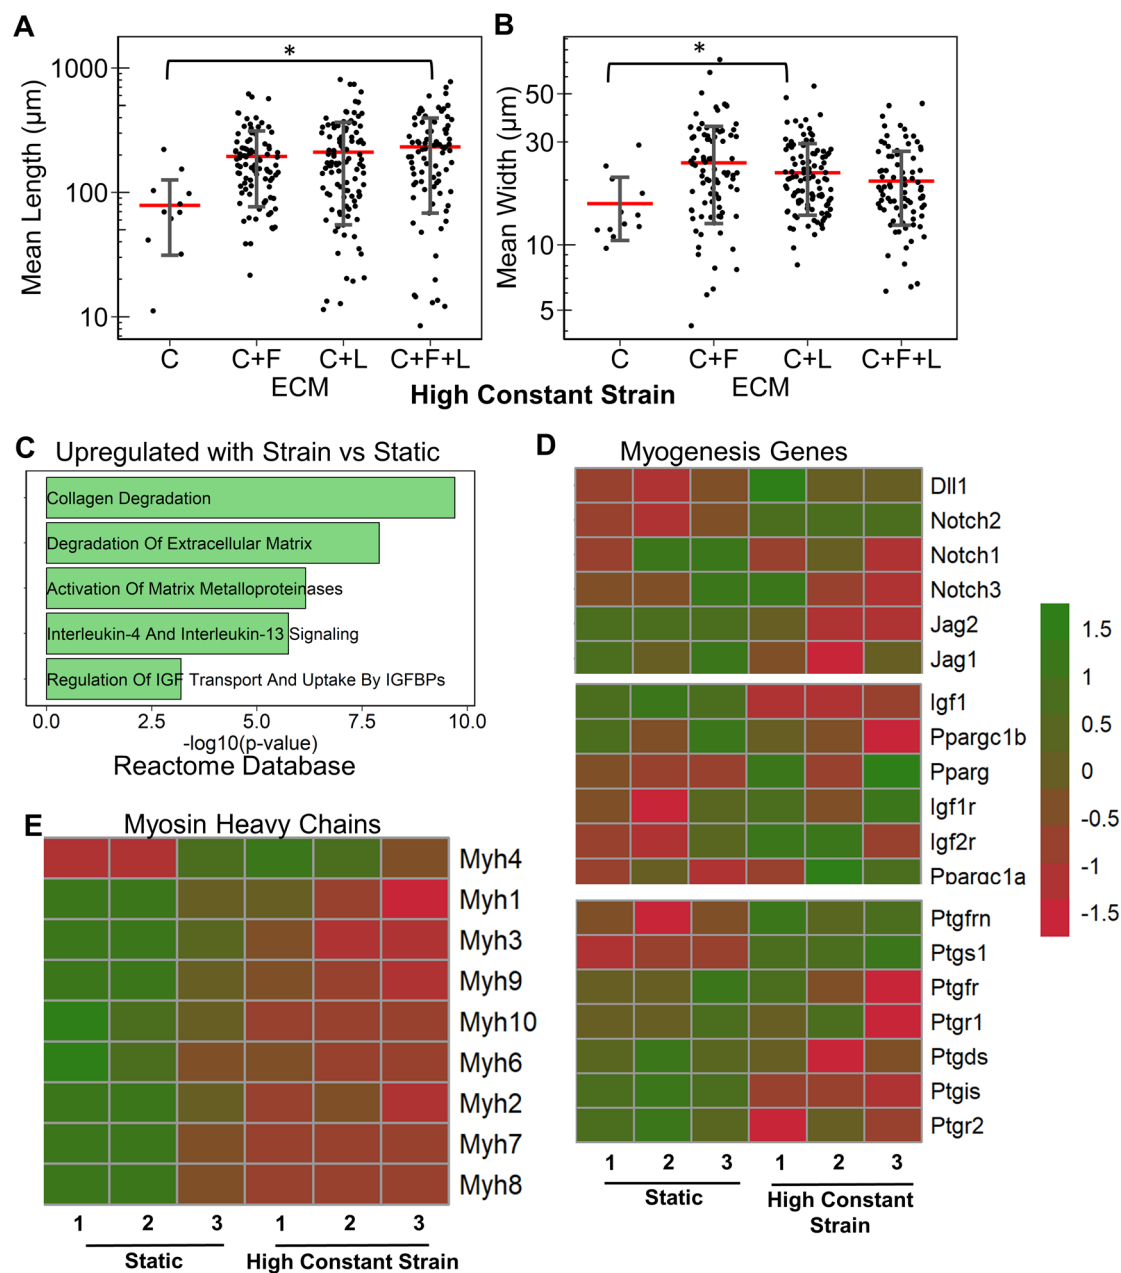 A
*
1000
100
10
Mean Length (µm)
C C+F C+L C+F+L
ECM
B
*
50
30
10
5
Mean Width (µm)
C C+F C+L C+F+L
ECM
High Constant Strain
C Upregulated with Strain vs Static
Collagen Degradation
Degradation Of Extracellular Matrix
Activation Of Matrix Metalloproteinases
Interleukin-4 And Interleukin-13 Signaling
Regulation Of IGF Transport And Uptake By IGFBPs
0.0 2.5 5.0 7.5 10.0
-log10(p-value)
Reactome Database
D Myogenesis Genes
Dll1
Notch2
Notch1
Notch3
Jag2
Jag1
Igf1
Ppargc1b
Pparg
Igf1r
Igf2r
Ppargc1a
Ptgfrn
Ptgs1
Ptgfr
Ptgr1
Ptgds
Ptgis
Ptgr2
1 2 3 1 2 3
Static High Constant
Strain
1.5
1
0.5
0
-0.5
-1
-1.5
E Myosin Heavy Chains
Myh4
Myh1
Myh3
Myh9
Myh10
Myh6
Myh2
Myh7
Myh8
1 2 3 1 2 3
Static High Constant Strain